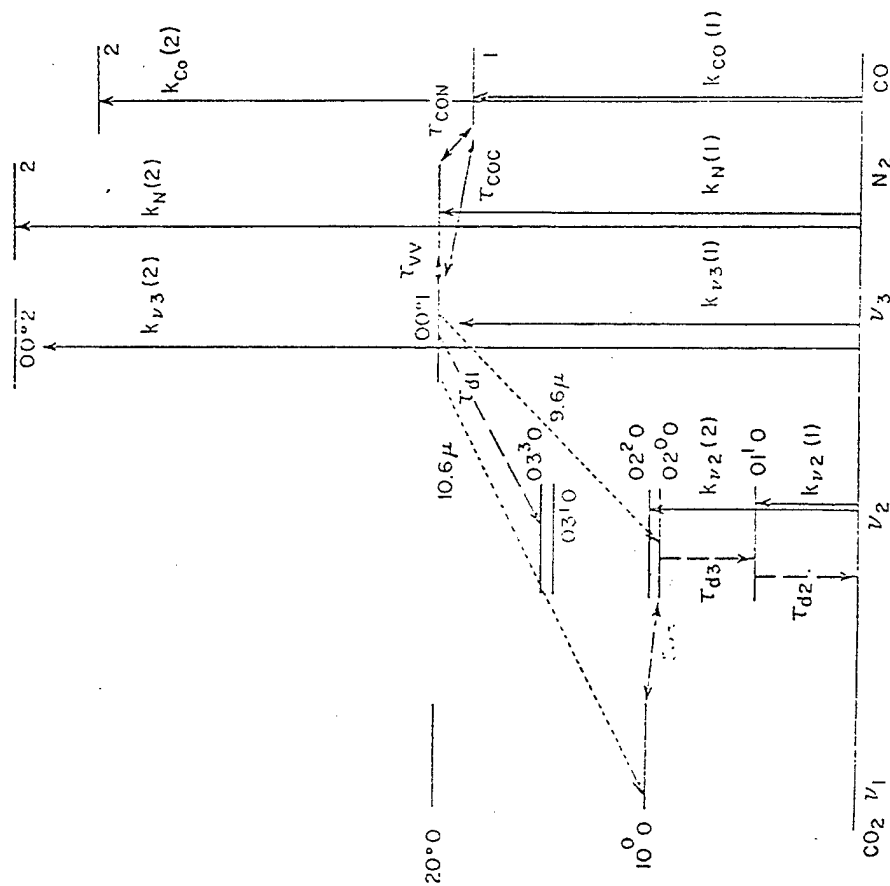 2
2
00°2
k_CO(2)
k_N(2)
k_ν3(2)
1
τ_CON
τ_VV
00°1
τ_COC
20°0
10.6μ
τ_d1
9.6μ
03³0
03¹0
k_CO(1)
k_N(1)
k_ν3(1)
10⁰0
02²0
02⁰0
k_ν2(2)
τ_d3
01¹0
k_ν2(1)
τ_d2
CO₂ ν₁
ν₂
ν₃
N₂
CO